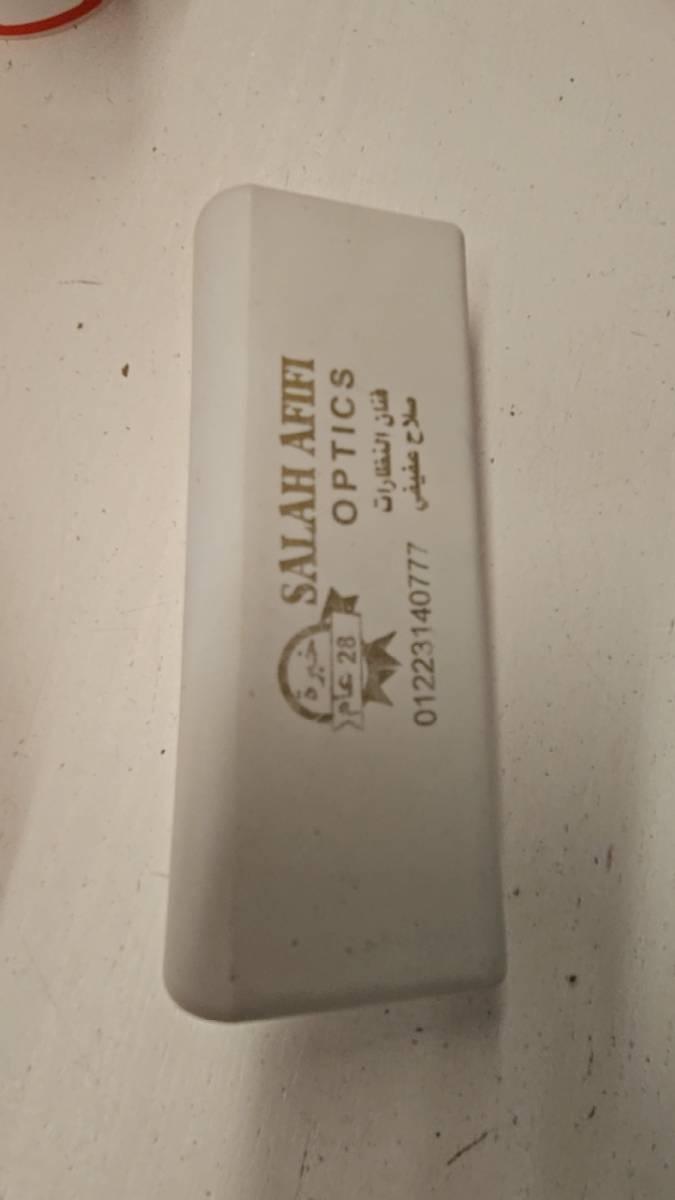 SALAH AFIFI
OPTICS
فنان النظارات
صلاح عفيفي
خبرة
28 عام
01223140777